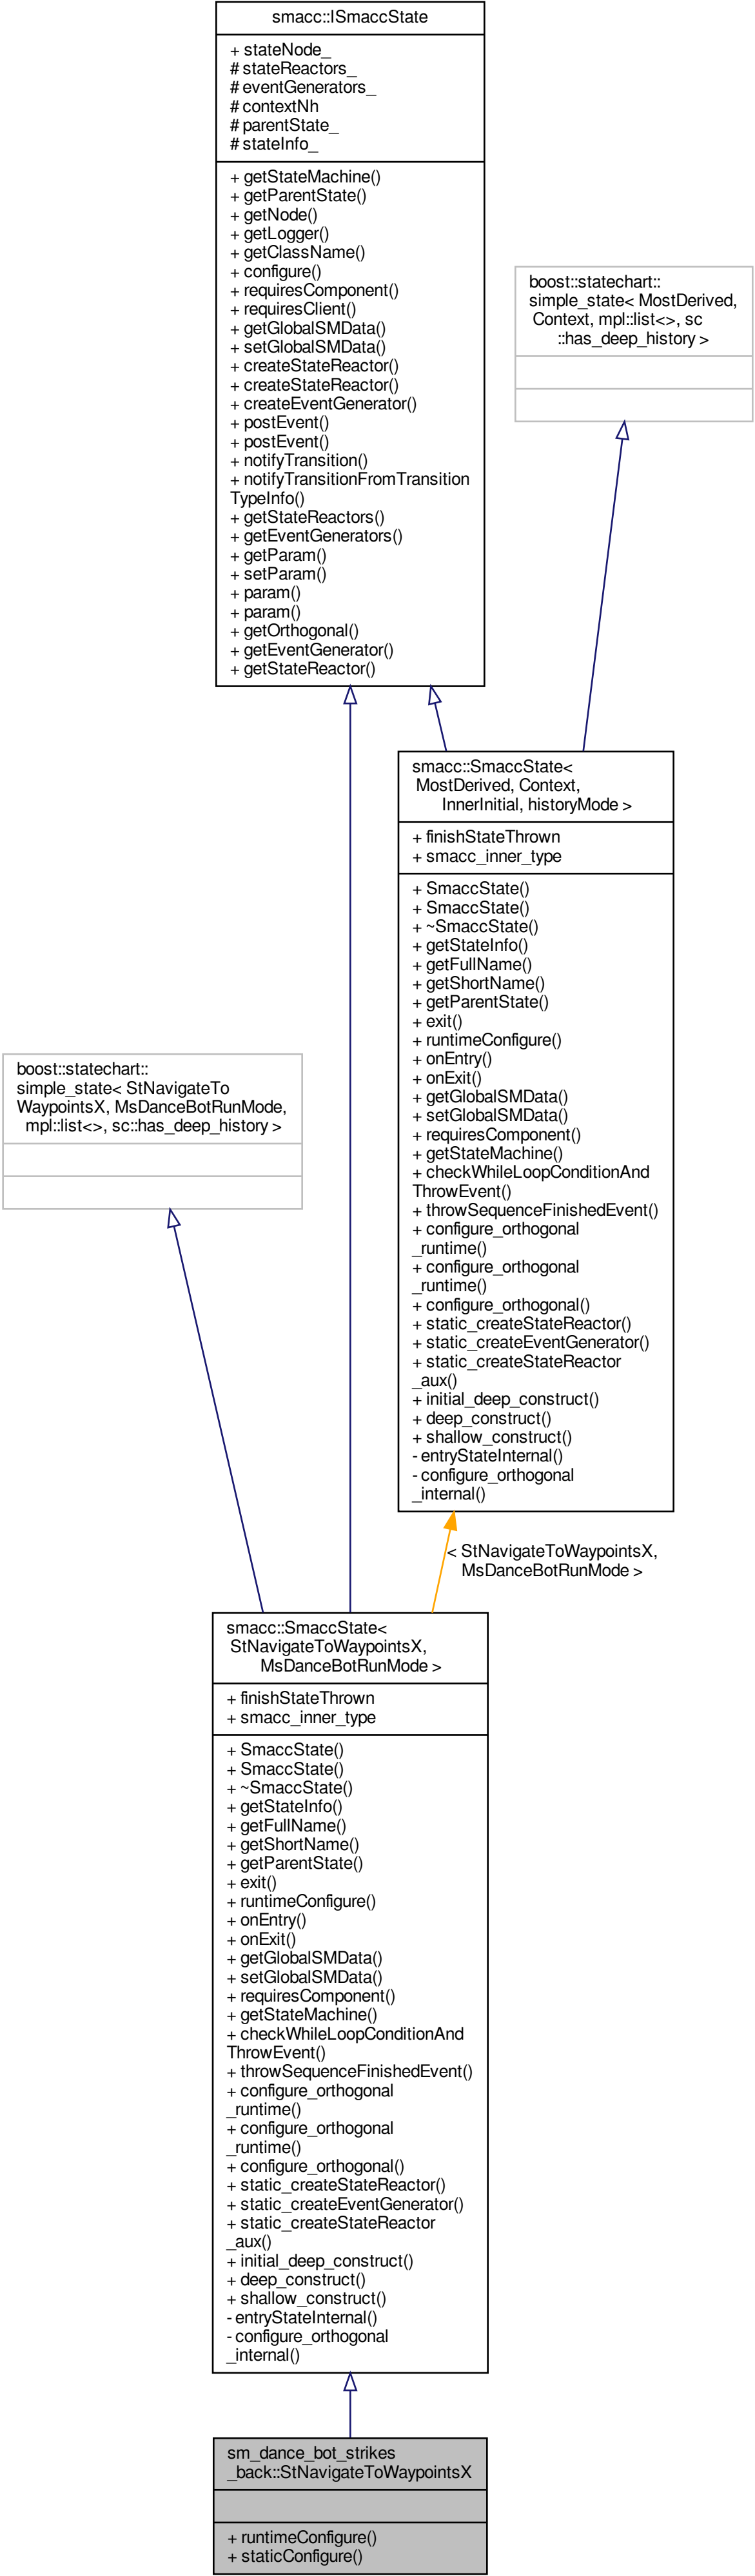 smacc::ISmaccState
+ stateNode_
# stateReactors_
# eventGenerators_
# contextNh
# parentState_
# stateInfo_
+ getStateMachine()
+ getParentState()
+ getNode()
+ getLogger()
+ getClassName()
+ configure()
+ requiresComponent()
+ requiresClient()
+ getGlobalSMData()
+ setGlobalSMData()
+ createStateReactor()
+ createStateReactor()
+ createEventGenerator()
+ postEvent()
+ postEvent()
+ notifyTransition()
+ notifyTransitionFromTransition
TypeInfo()
+ getStateReactors()
+ getEventGenerators()
+ getParam()
+ setParam()
+ param()
+ param()
+ getOrthogonal()
+ getEventGenerator()
+ getStateReactor()
boost::statechart::
simple_state< MostDerived,
Context, mpl::list<>, sc
::has_deep_history >
smacc::SmaccState<
MostDerived, Context,
InnerInitial, historyMode >
+ finishStateThrown
+ smacc_inner_type
+ SmaccState()
+ SmaccState()
+ ~SmaccState()
+ getStateInfo()
+ getFullName()
+ getShortName()
+ getParentState()
+ exit()
+ runtimeConfigure()
+ onEntry()
+ onExit()
+ getGlobalSMData()
+ setGlobalSMData()
+ requiresComponent()
+ getStateMachine()
+ checkWhileLoopConditionAnd
ThrowEvent()
+ throwSequenceFinishedEvent()
+ configure_orthogonal
_runtime()
+ configure_orthogonal
_runtime()
+ configure_orthogonal()
+ static_createStateReactor()
+ static_createEventGenerator()
+ static_createStateReactor
_aux()
+ initial_deep_construct()
+ deep_construct()
+ shallow_construct()
- entryStateInternal()
- configure_orthogonal
_internal()
boost::statechart::
simple_state< StNavigateTo
WaypointsX, MsDanceBotRunMode,
mpl::list<>, sc::has_deep_history >
< StNavigateToWaypointsX,
MsDanceBotRunMode >
smacc::SmaccState<
StNavigateToWaypointsX,
MsDanceBotRunMode >
+ finishStateThrown
+ smacc_inner_type
+ SmaccState()
+ SmaccState()
+ ~SmaccState()
+ getStateInfo()
+ getFullName()
+ getShortName()
+ getParentState()
+ exit()
+ runtimeConfigure()
+ onEntry()
+ onExit()
+ getGlobalSMData()
+ setGlobalSMData()
+ requiresComponent()
+ getStateMachine()
+ checkWhileLoopConditionAnd
ThrowEvent()
+ throwSequenceFinishedEvent()
+ configure_orthogonal
_runtime()
+ configure_orthogonal
_runtime()
+ configure_orthogonal()
+ static_createStateReactor()
+ static_createEventGenerator()
+ static_createStateReactor
_aux()
+ initial_deep_construct()
+ deep_construct()
+ shallow_construct()
- entryStateInternal()
- configure_orthogonal
_internal()
sm_dance_bot_strikes
_back::StNavigateToWaypointsX
+ runtimeConfigure()
+ staticConfigure()